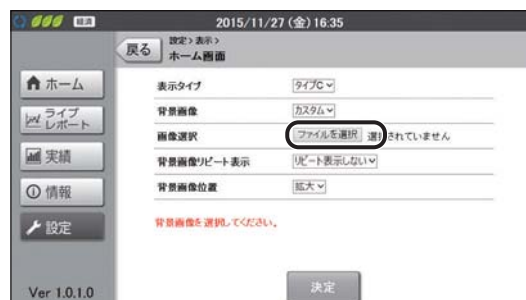 経済
2015/11/27(金)16:35
戻る
設定>表示>
ホーム画面
ホーム
ライブ
レポート
実績
情報
設定
Ver 1.0.1.0
表示タイプ タイプC
背景画像 カスタム
画像選択 ファイルを選択 選択されていません
背景画像リピート表示 リピート表示しない
背景画像位置 拡大
背景画像を選択してください。
決定